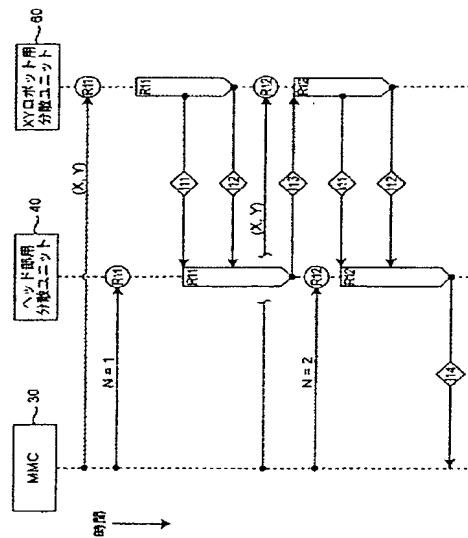 MMC
30
ヘッド部用
分散ユニット
40
XYロボット用
分散ユニット
60
時間
(X, Y)
R11
N=1
R11
R11
R11
I11
I12
(X, Y)
R12
I13
N=2
R12
R12
R12
I11
I12
I14